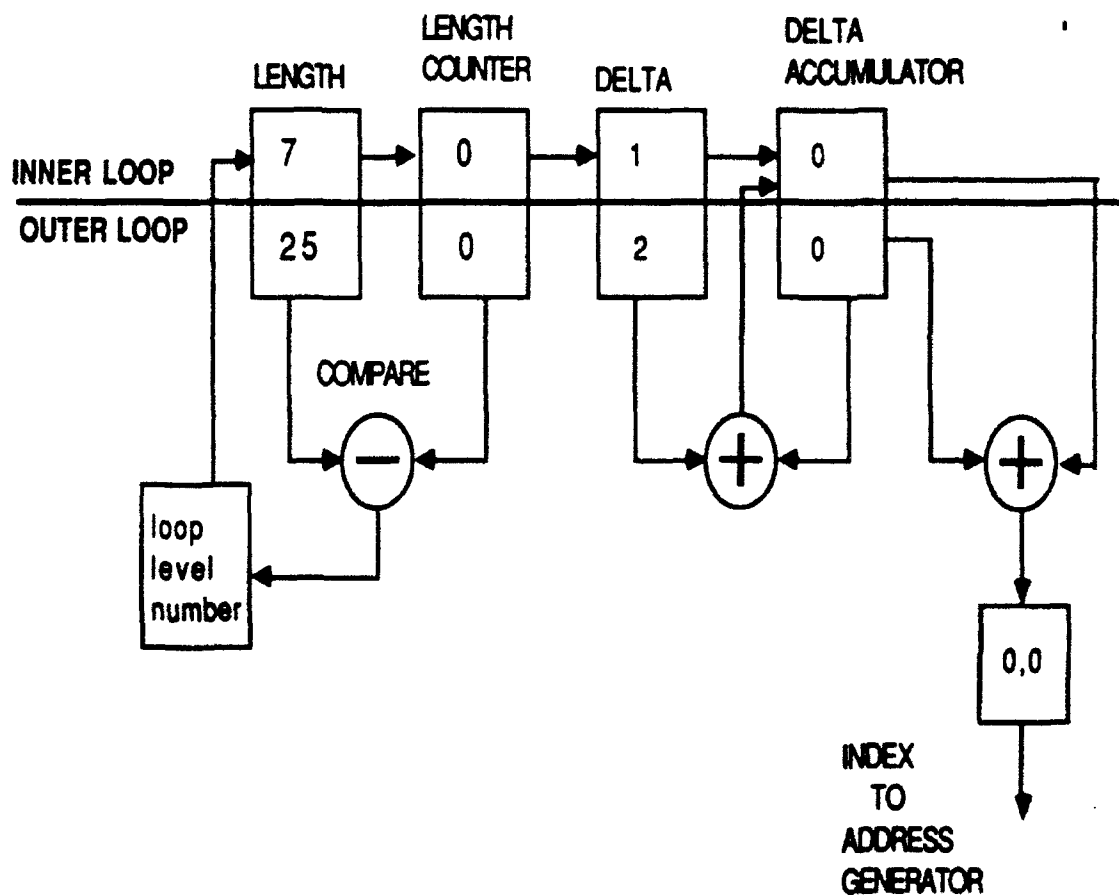 LENGTH
LENGTH
COUNTER
DELTA
DELTA
ACCUMULATOR
INNER LOOP
OUTER LOOP
7
0
1
0
25
0
2
0
COMPARE
−
+
+
loop
level
number
0,0
INDEX
TO
ADDRESS
GENERATOR